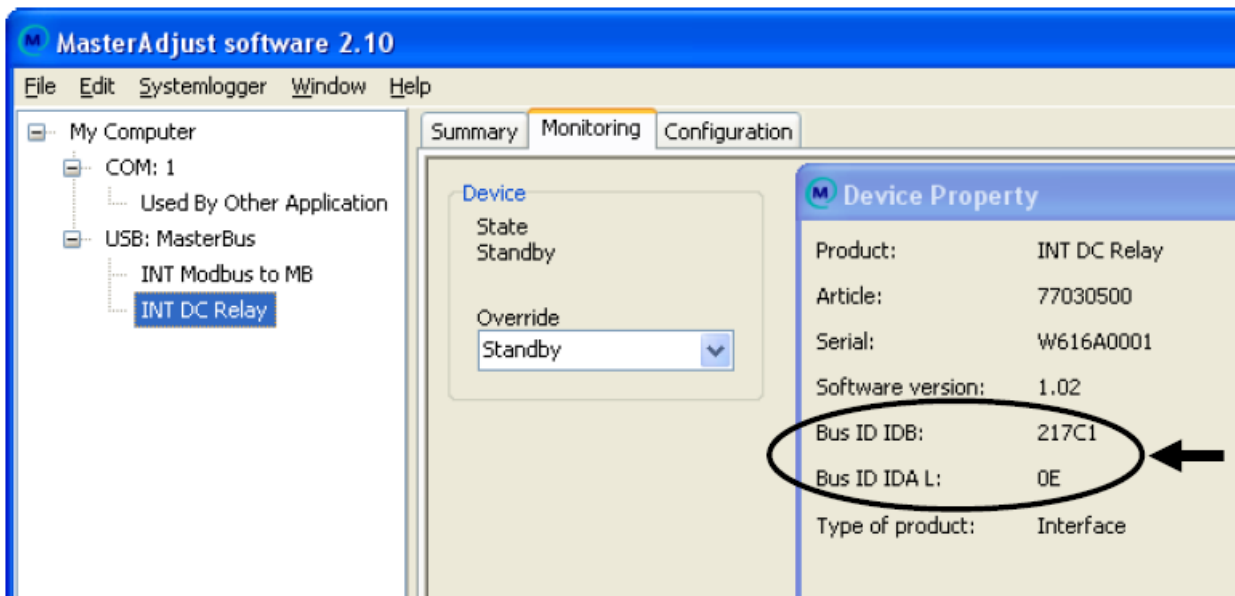 MasterAdjust software 2.10
File Edit Systemlogger Window Help
My Computer
COM: 1
Used By Other Application
USB: MasterBus
INT Modbus to MB
INT DC Relay
Summary Monitoring Configuration
Device
State
Standby
Override
Standby
Device Property
Product: INT DC Relay
Article: 77030500
Serial: W616A0001
Software version: 1.02
Bus ID IDB: 217C1
Bus ID IDA L: 0E
Type of product: Interface